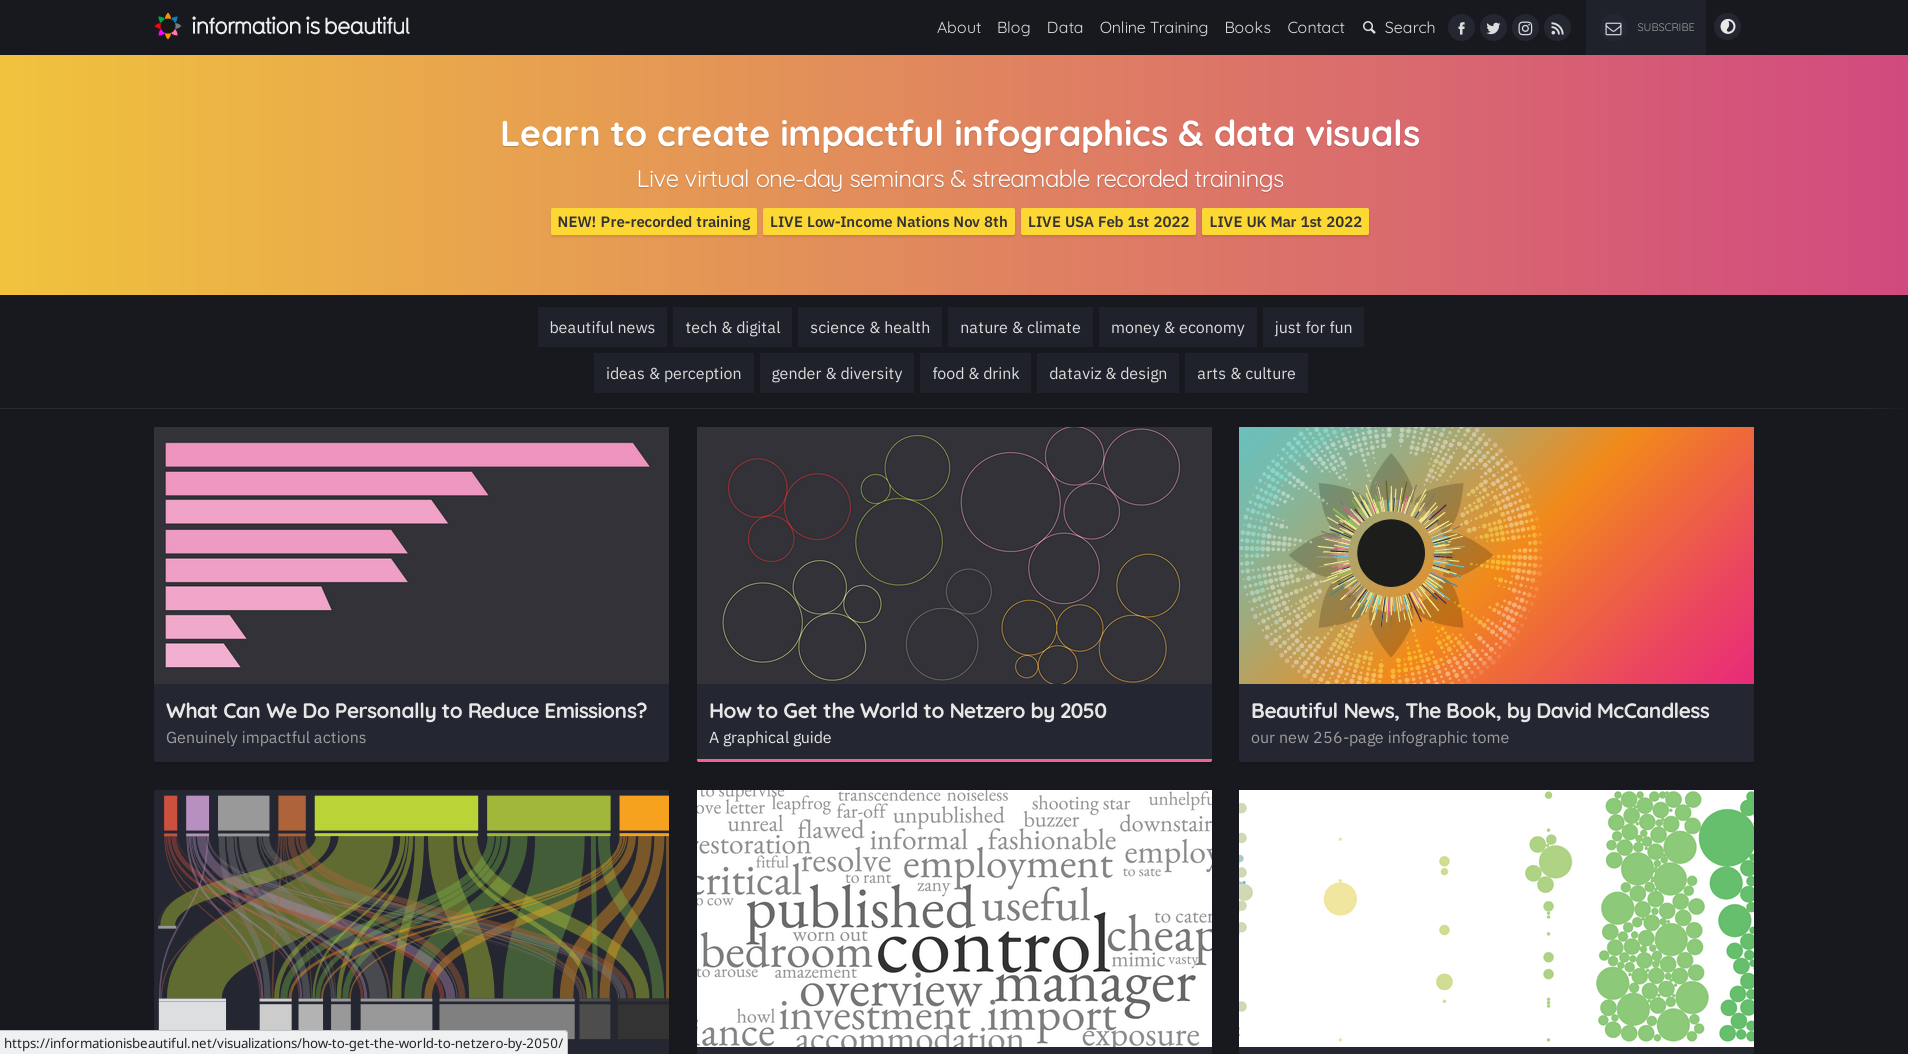 information is beautiful
About Blog Data Online Training Books Contact Search SUBSCRIBE
Learn to create impactful infographics & data visuals
Live virtual one-day seminars & streamable recorded trainings
NEW! Pre-recorded training LIVE Low-Income Nations Nov 8th LIVE USA Feb 1st 2022 LIVE UK Mar 1st 2022
beautiful news tech & digital science & health nature & climate money & economy just for fun
ideas & perception gender & diversity food & drink dataviz & design arts & culture
What Can We Do Personally to Reduce Emissions?
Genuinely impactful actions
How to Get the World to Netzero by 2050
A graphical guide
Beautiful News, The Book, by David McCandless
our new 256-page infographic tome
to supervise transcendence noiseless
ove letter leapfrog far-off shooting star unhelpfu
unreal flawed unpublished buzzer downstair
estoration informal fashionable
fitful resolve employment employ
critical to rant zany to sate
o cow published useful to cater
worn out control cheap
bedroom mimic vasty
to arouse amazement
overview manager
howl investment import
iance accommodation exposure
https://informationisbeautiful.net/visualizations/how-to-get-the-world-to-netzero-by-2050/